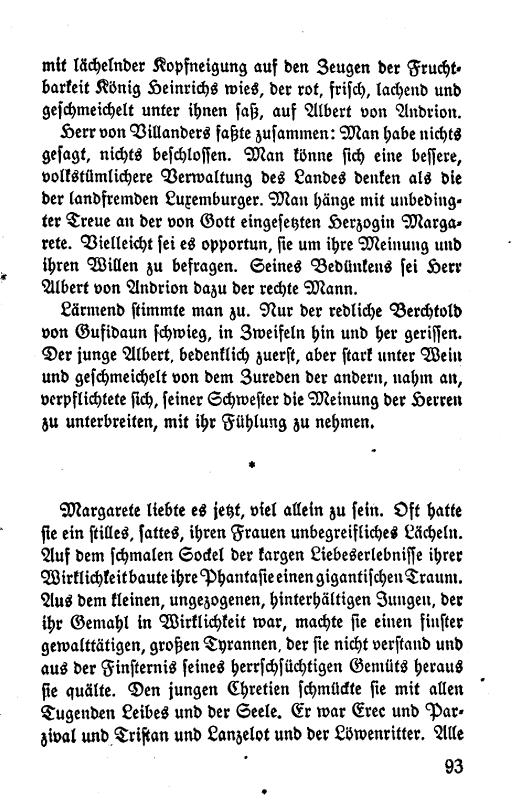 mit lächelnder Kopfneigung auf den Zeugen der Frucht-
barkeit König Heinrichs wies, der rot, frisch, lachend und
geschmeichelt unter ihnen saß, auf Albert von Andrion.
Herr von Villanders faßte zusammen: Man habe nichts
gesagt, nichts beschlossen. Man könne sich eine bessere,
volkstümlichere Verwaltung des Landes denken als die
der landfremden Luxemburger. Man hänge mit unbeding-
ter Treue an der von Gott eingesetzten Herzogin Marga-
rete. Vielleicht sei es opportun, sie um ihre Meinung und
ihren Willen zu befragen. Seines Bedünkens sei Herr
Albert von Andrion dazu der rechte Mann.
Lärmend stimmte man zu. Nur der redliche Berchtold
von Gufidaun schwieg, in Zweifeln hin und her gerissen.
Der junge Albert, bedenklich zuerst, aber stark unter Wein
und geschmeichelt von dem Zureden der andern, nahm an,
verpflichtete sich, seiner Schwester die Meinung der Herren
zu unterbreiten, mit ihr Fühlung zu nehmen.
*
Margarete liebte es jetzt, viel allein zu sein. Oft hatte
sie ein stilles, sattes, ihren Frauen unbegreifliches Lächeln.
Auf dem schmalen Sockel der kargen Liebeserlebnisse ihrer
Wirklichkeit baute ihre Phantasie einen gigantischen Traum.
Aus dem kleinen, ungezogenen, hinterhältigen Jungen, der
ihr Gemahl in Wirklichkeit war, machte sie einen finster
gewalttätigen, großen Tyrannen, der sie nicht verstand und
aus der Finsternis seines herrschsüchtigen Gemüts heraus
sie quälte. Den jungen Chretien schmückte sie mit allen
Tugenden Leibes und der Seele. Er war Erec und Par-
zival und Tristan und Lanzelot und der Löwenritter. Alle
93